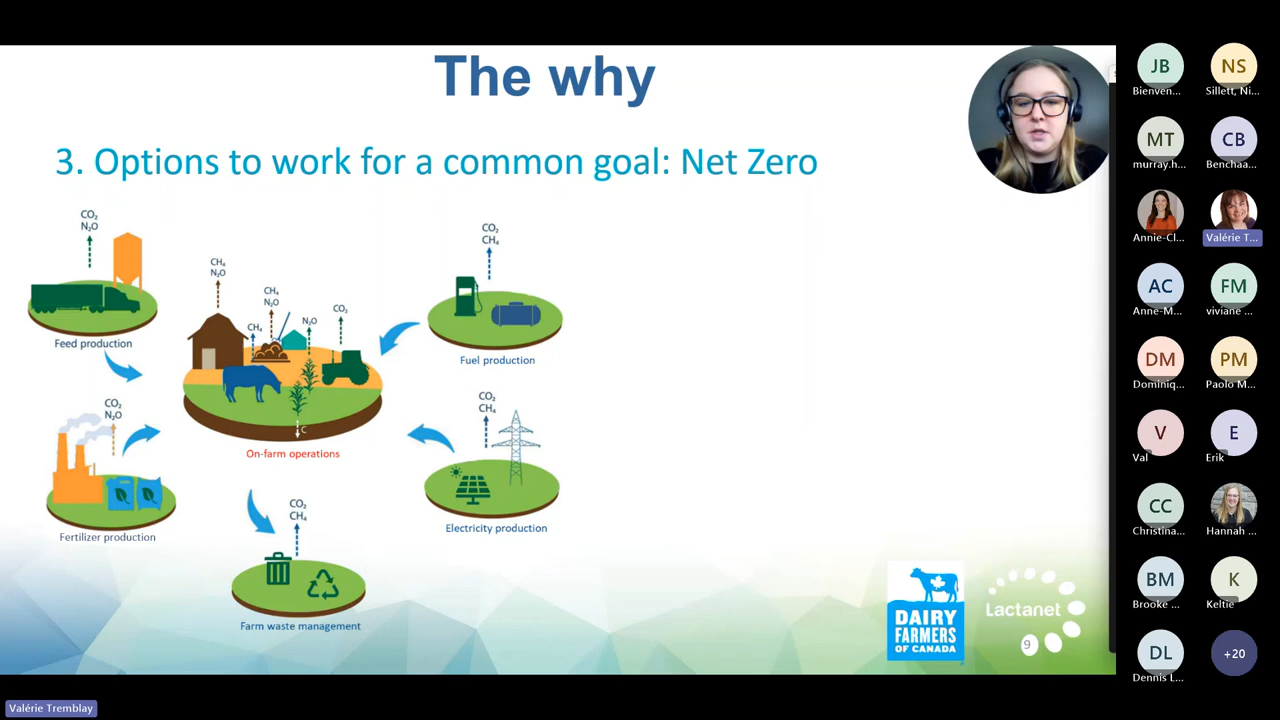 The why
3. Options to work for a common goal: Net Zero
CO₂
N₂O
Feed production
CH₄
N₂O
CH₄
CH₄
N₂O
N₂O
CO₂
C
On-farm operations
CO₂
CH₄
Fuel production
CO₂
N₂O
Fertilizer production
CO₂
CH₄
Electricity production
CO₂
CH₄
Farm waste management
DAIRY
FARMERS
OF CANADA
Lactanet
9
JB
Bienven...
NS
Sillett, Ni...
MT
murray.h...
CB
Benchaa...
Annie-Cl...
Valérie T...
AC
Anne-M...
FM
viviane ...
DM
Dominiq...
PM
Paolo M...
V
Val
E
Erik
CC
Christina...
Hannah ...
BM
Brooke ...
K
Keltie
DL
Dennis L...
+20
Valérie Tremblay